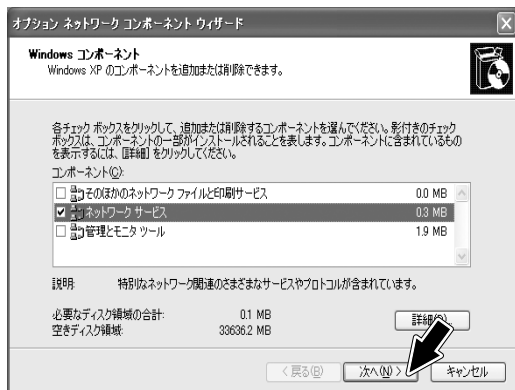 オプション ネットワーク コンポーネント ウィザード
Windows コンポーネント
Windows XP のコンポーネントを追加または削除できます。
各チェック ボックスをクリックして、追加または削除するコンポーネントを選んでください。影付きのチェック
ボックスは、コンポーネントの一部がインストールされることを表します。コンポーネントに含まれているもの
を表示するには、[詳細] をクリックしてください。
コンポーネント(C):
そのほかのネットワーク ファイルと印刷サービス 0.0 MB
ネットワーク サービス 0.3 MB
管理とモニタ ツール 1.9 MB
説明: 特別なネットワーク関連のさまざまなサービスやプロトコルが含まれています。
必要なディスク領域の合計: 0.1 MB
空きディスク領域: 33636.2 MB
詳細(D)...
< 戻る(B) 次へ(N) > キャンセル